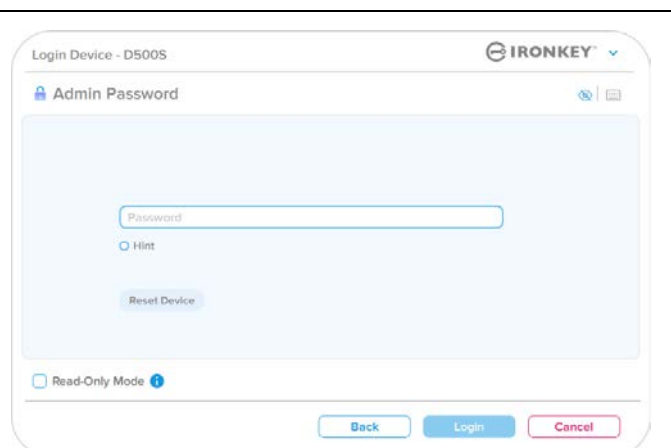 Login Device - D500S
IRONKEY
Admin Password
Password
Hint
Reset Device
Read-Only Mode
Back
Login
Cancel